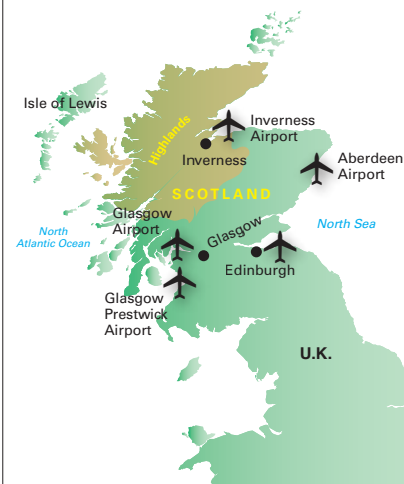 Isle of Lewis
Inverness
Airport
Highlands
Inverness
Aberdeen
Airport
SCOTLAND
Glasgow
Airport
Glasgow
North Sea
North
Atlantic Ocean
Edinburgh
Glasgow
Prestwick
Airport
U.K.